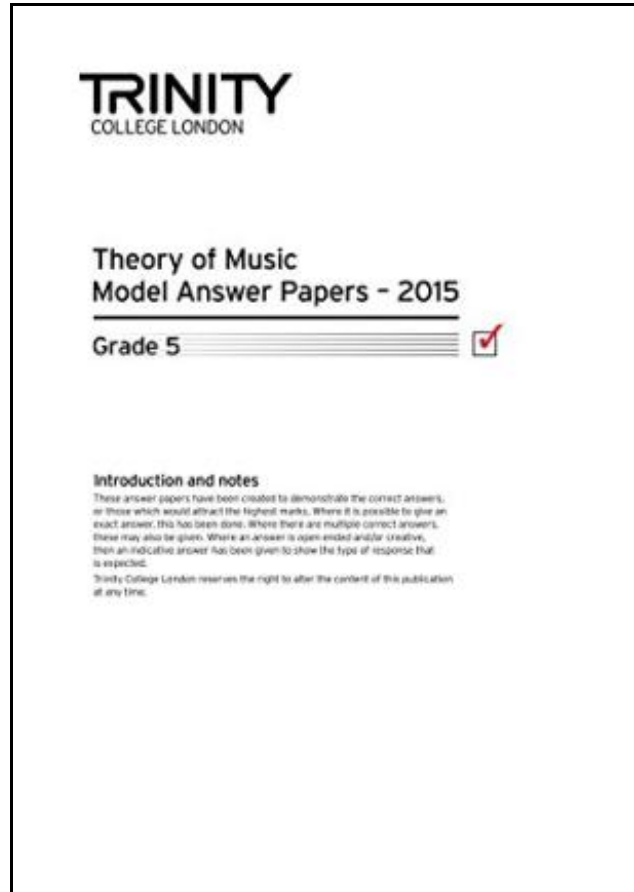 TRINITY
COLLEGE LONDON
Theory of Music
Model Answer Papers – 2015
Grade 5
Introduction and notes
These answer papers have been created to demonstrate the correct answers,
or those which would attract the highest marks. Where it is possible to give an
exact answer, this has been done. Where there are multiple correct answers,
these may also be given. Where an answer is open ended and/or creative,
then an indicative answer has been given to show the type of response that
is expected.
Trinity College London reserves the right to alter the content of this publication
at any time.